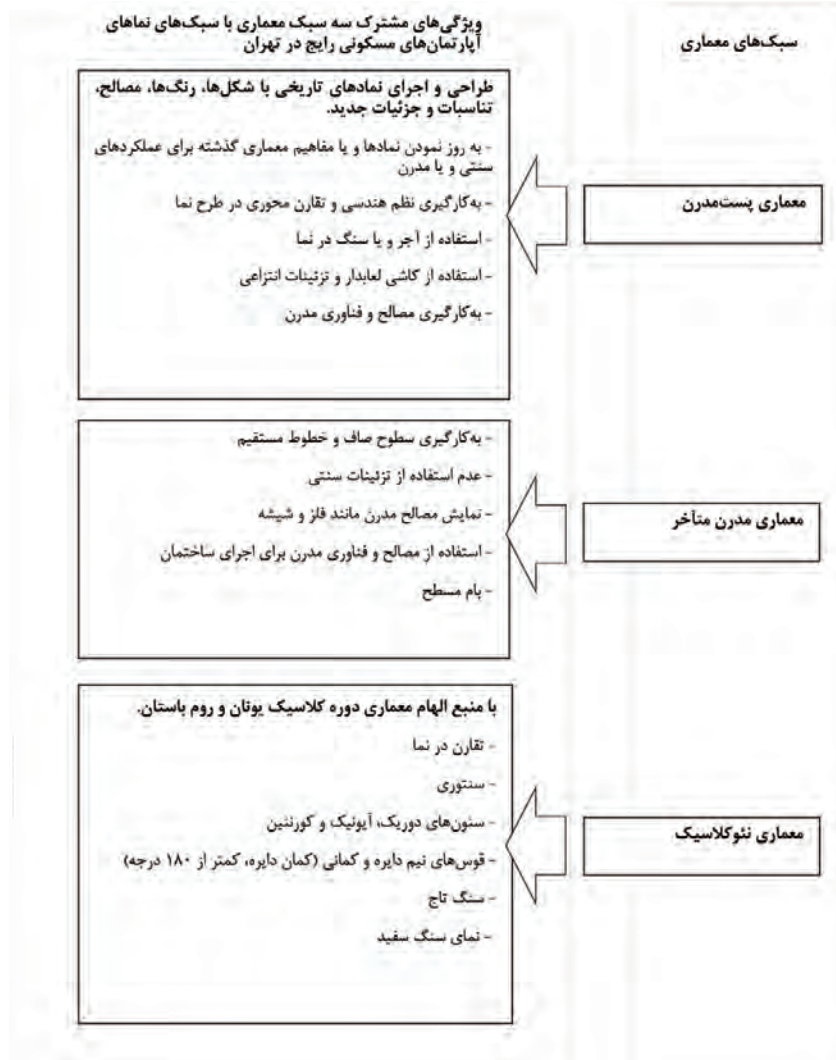 سبک‌های معماری
ویژگی‌های مشترک سه سبک معماری با سبک‌های نماهای
آپارتمان‌های مسکونی رایج در تهران
معماری پست‌مدرن
طراحی و اجرای نمادهای تاریخی با شکل‌ها، رنگ‌ها، مصالح،
تناسبات و جزئیات جدید.
- به روز نمودن نمادها و یا مفاهیم معماری گذشته برای عملکردهای
سنتی و یا مدرن
- به‌کارگیری نظم هندسی و تقارن محوری در طرح نما
- استفاده از آجر و یا سنگ در نما
- استفاده از کاشی لعابدار و تزئینات انتزاعی
- به‌کارگیری مصالح و فناوری مدرن
معماری مدرن متأخر
- به‌کارگیری سطوح صاف و خطوط مستقیم
- عدم استفاده از تزئینات سنتی
- نمایش مصالح مدرن مانند فلز و شیشه
- استفاده از مصالح و فناوری مدرن برای اجرای ساختمان
- بام مسطح
معماری نئوکلاسیک
با منبع الهام معماری دوره کلاسیک یونان و روم باستان.
- تقارن در نما
- سنتوری
- ستون‌های دوریک، آیونیک و کورنتین
- قوس‌های نیم دایره و کمانی (کمان دایره، کمتر از ۱۸۰ درجه)
- سنگ تاج
- نمای سنگ سفید